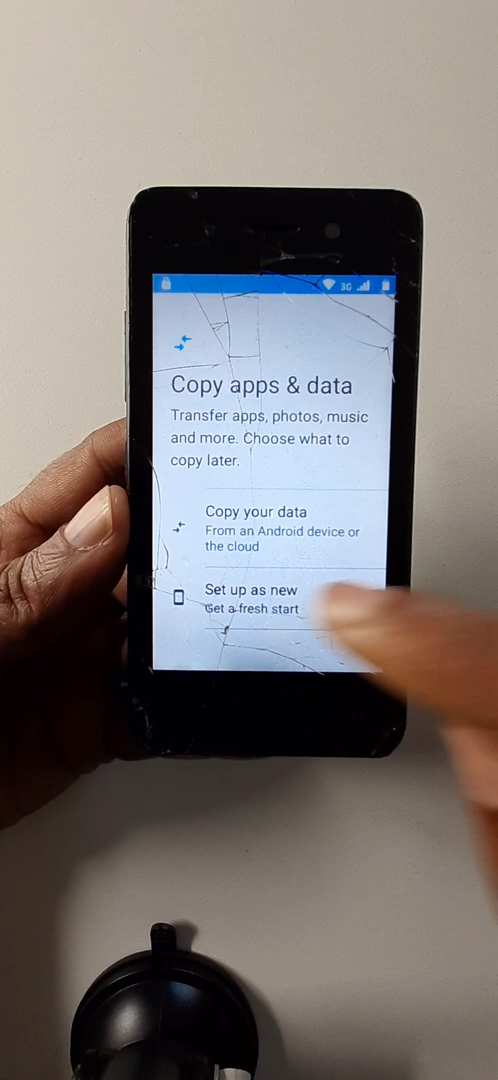 3G
Copy apps & data
Transfer apps, photos, music
and more. Choose what to
copy later.
Copy your data
From an Android device or
the cloud
Set up as new
Get a fresh start